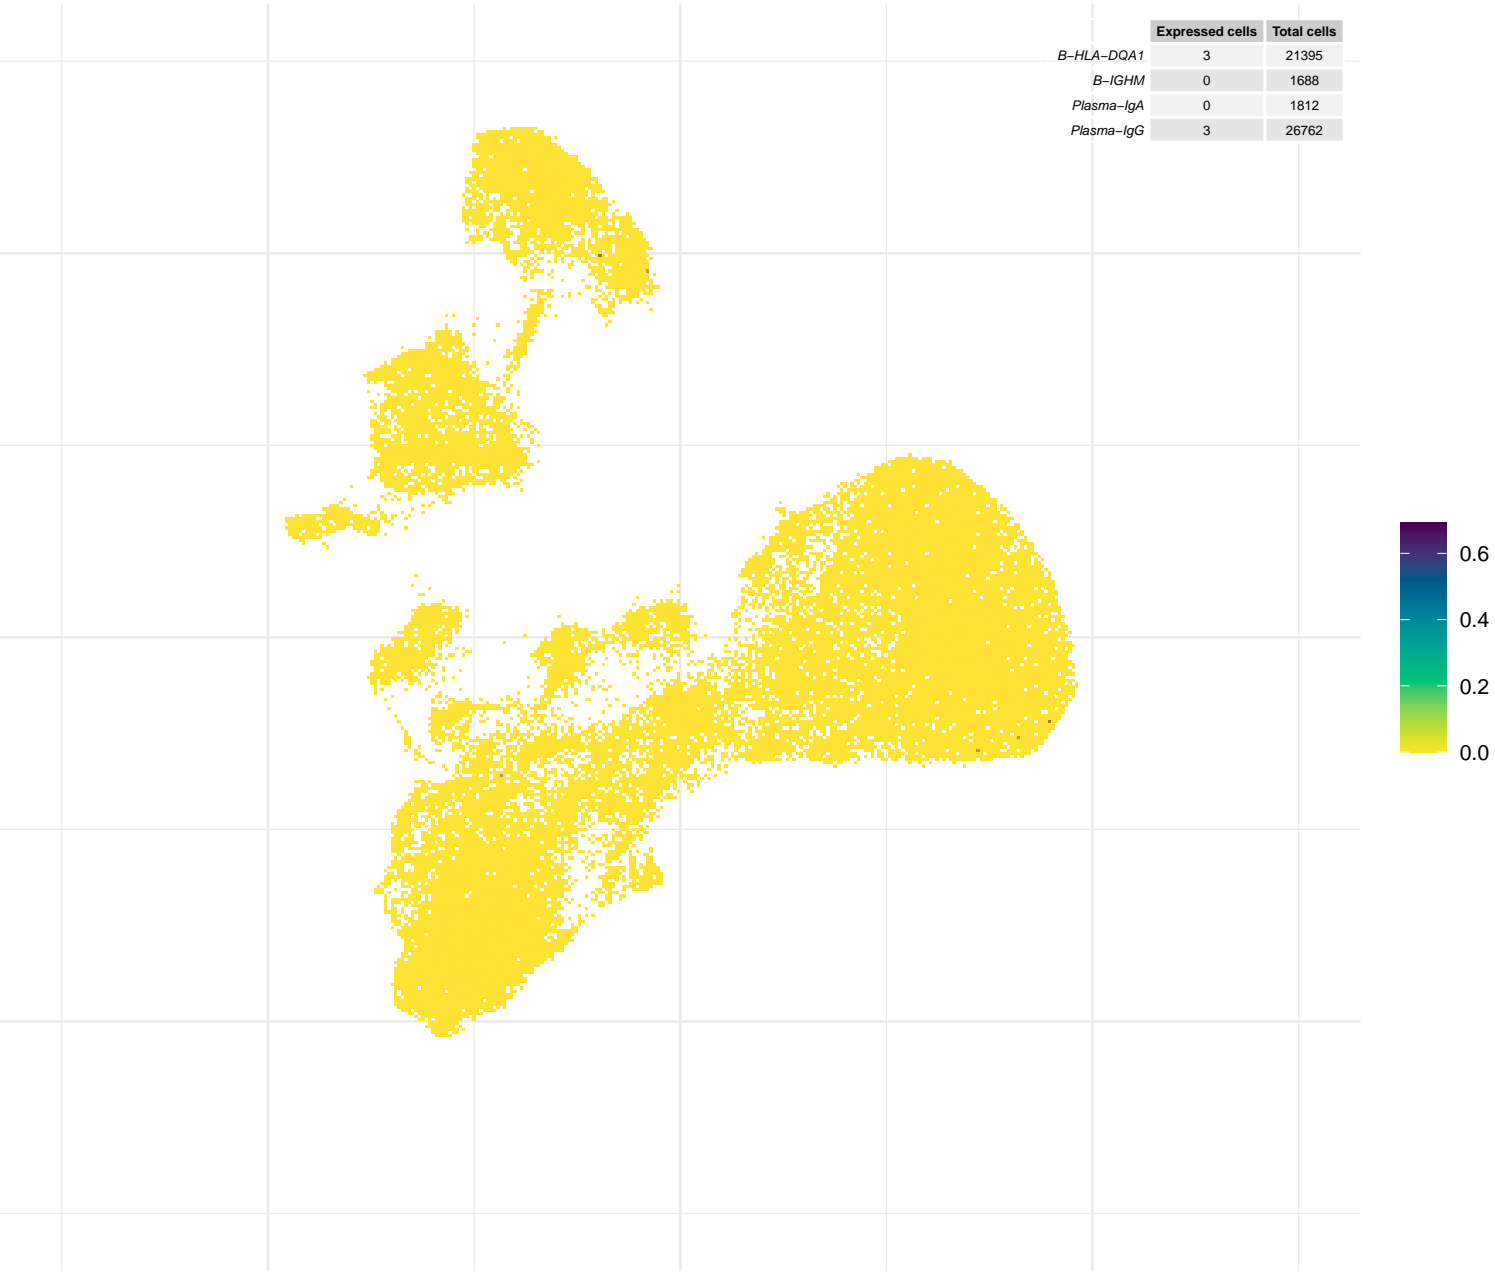 Expressed cells Total cells
B−HLA−DQA1 3 21395
B−IGHM 0 1688
Plasma−IgA 0 1812
Plasma−IgG 3 26762
0.6
0.4
0.2
0.0